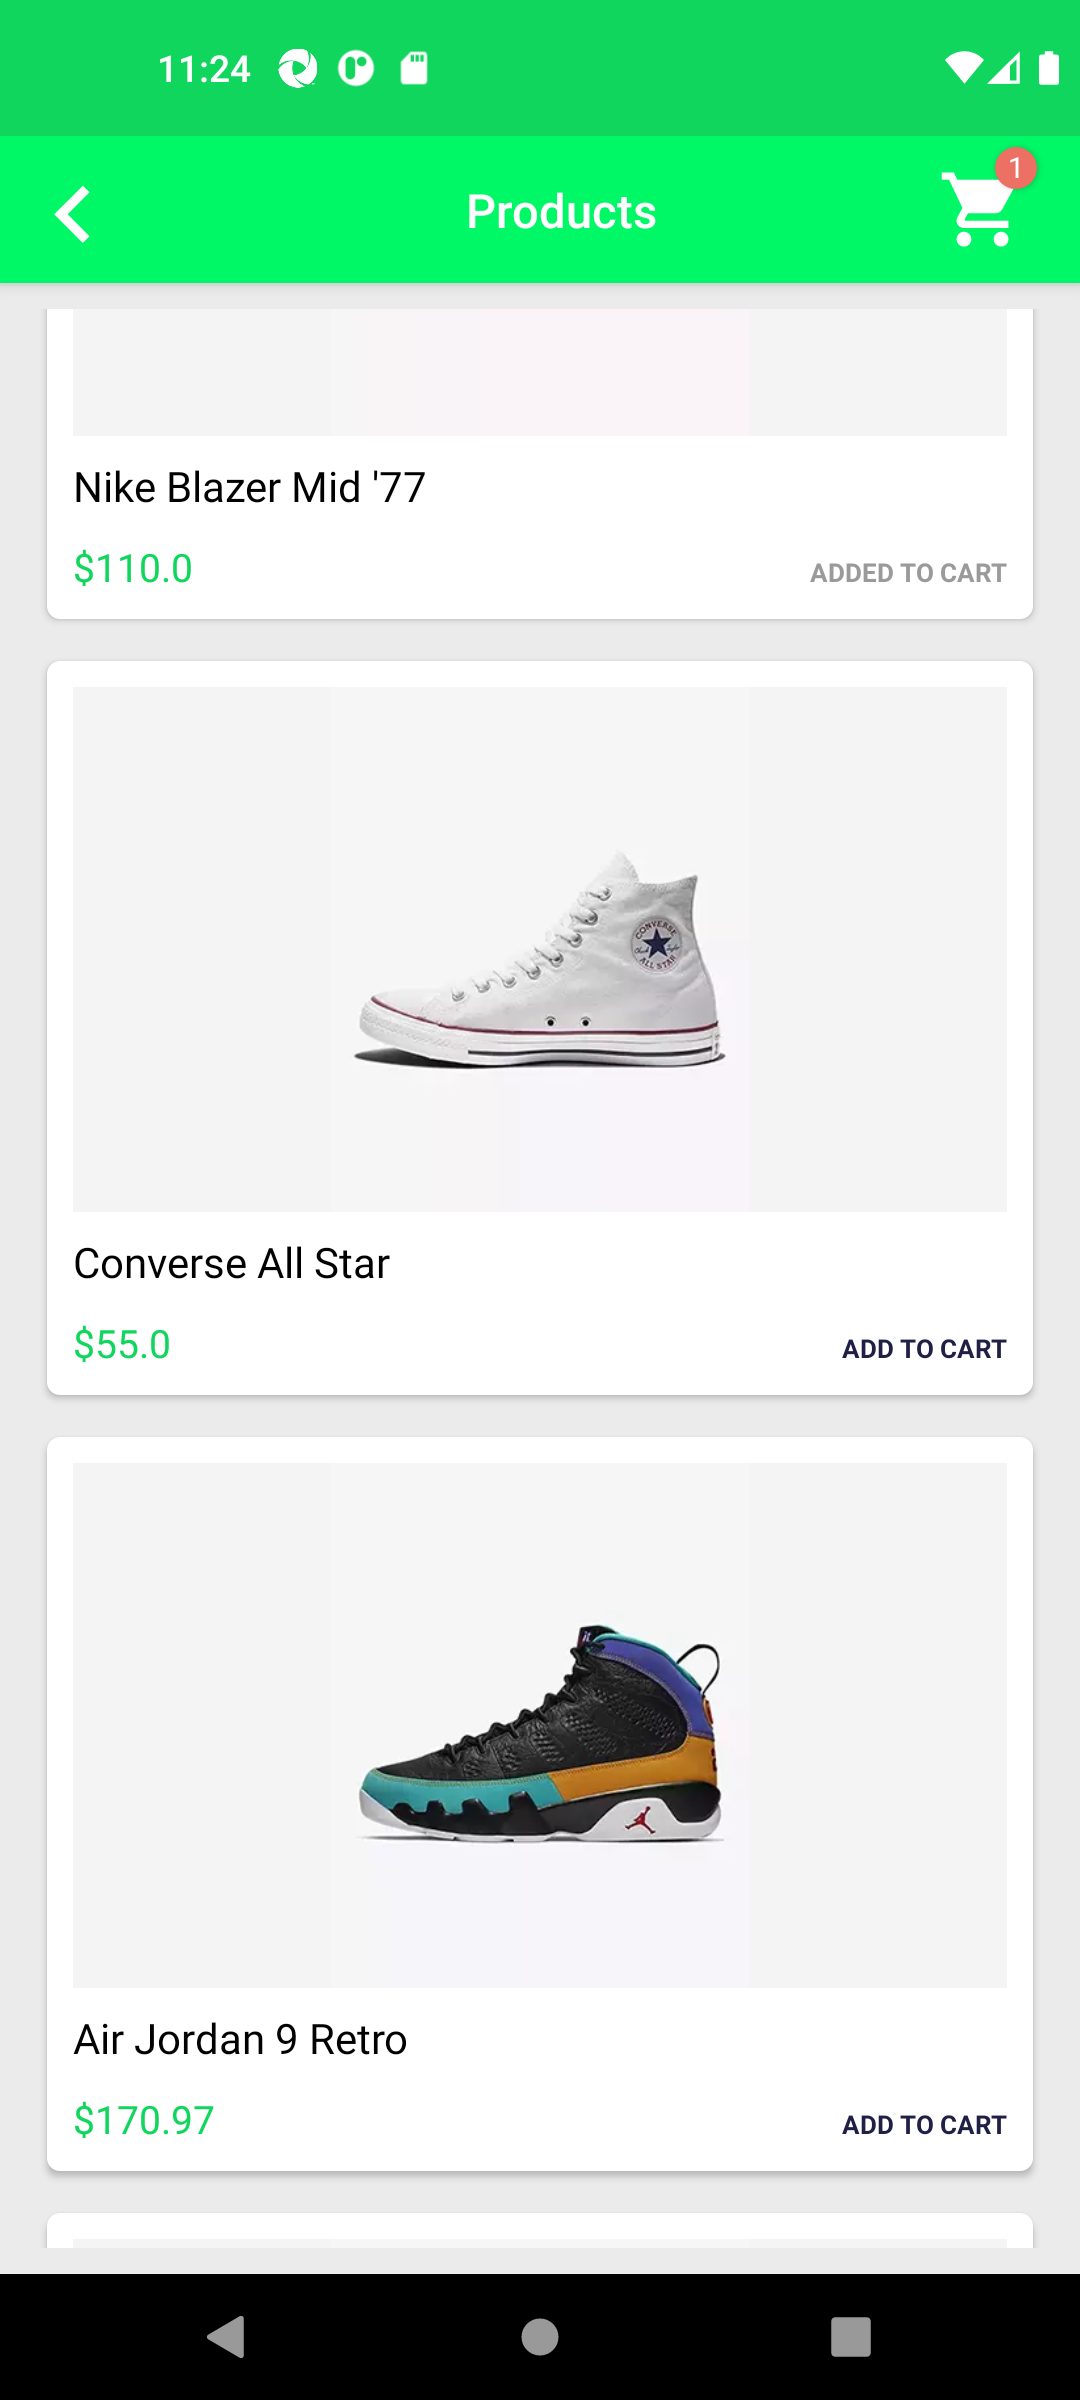 11:24
Products
1
Nike Blazer Mid '77
$110.0
ADDED TO CART
CONVERSE
ALL STAR
Converse All Star
$55.0
ADD TO CART
Air Jordan 9 Retro
$170.97
ADD TO CART